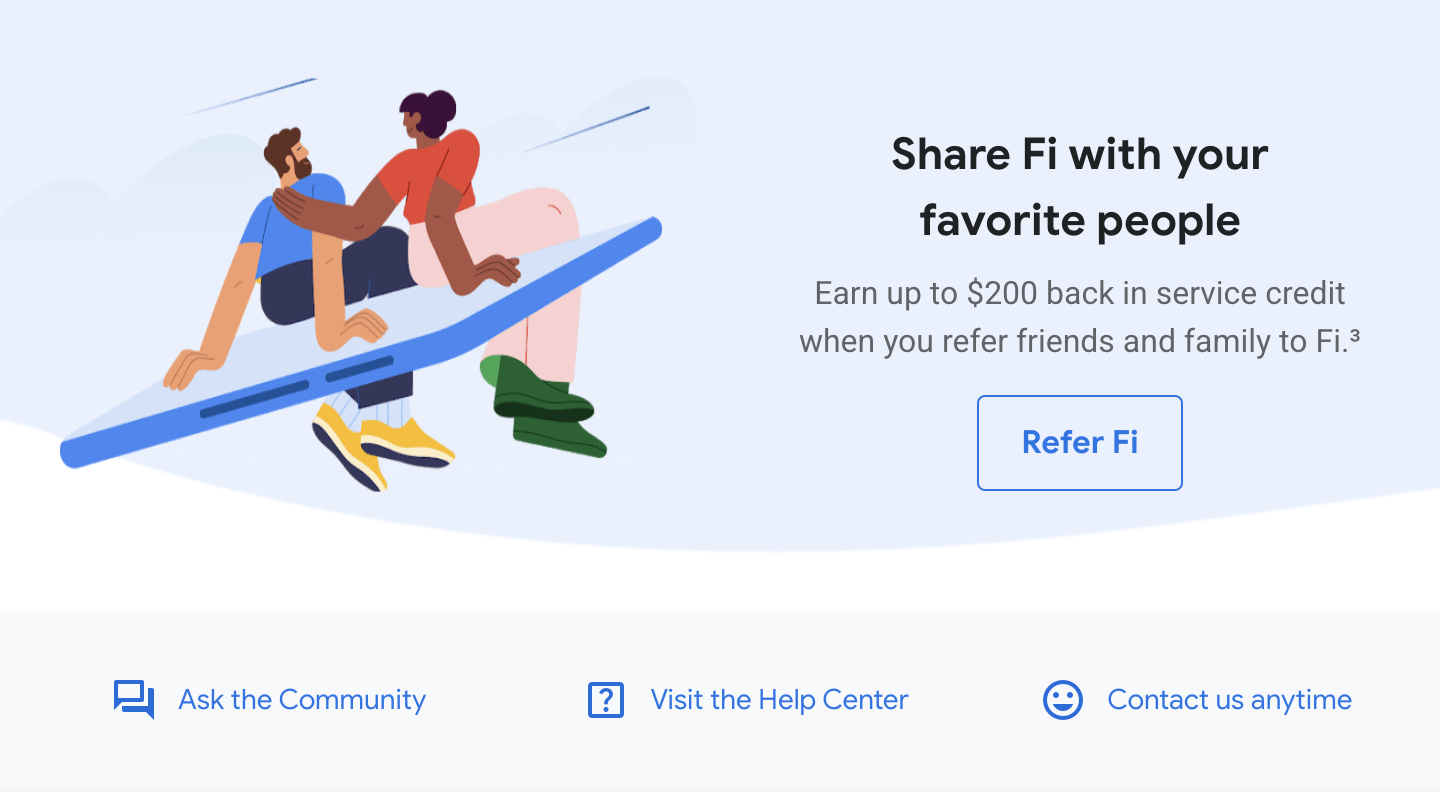 Share Fi with your
favorite people
Earn up to $200 back in service credit
when you refer friends and family to Fi.³
Refer Fi
Ask the Community
Visit the Help Center
Contact us anytime